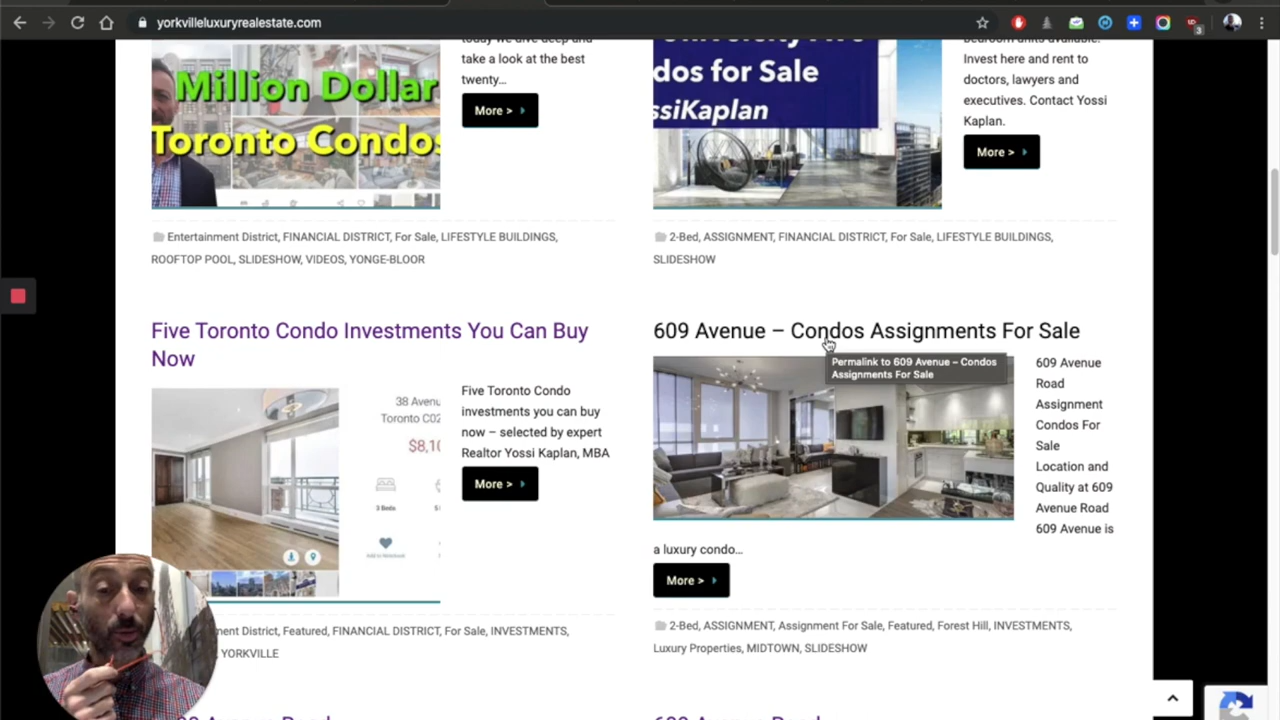 yorkvilleluxuryrealestate.com
3
today we dive deep and
take a look at the best
twenty…
More >
Million Dollar
Toronto Condos
dos for Sale
ssiKaplan
Invest here and rent to
doctors, lawyers and
executives. Contact Yossi
Kaplan.
More >
Entertainment District, FINANCIAL DISTRICT, For Sale, LIFESTYLE BUILDINGS,
ROOFTOP POOL, SLIDESHOW, VIDEOS, YONGE-BLOOR
2-Bed, ASSIGNMENT, FINANCIAL DISTRICT, For Sale, LIFESTYLE BUILDINGS,
SLIDESHOW
Five Toronto Condo Investments You Can Buy
Now
38 Avenu
Toronto C02
$8,10
3 Beds
Five Toronto Condo
investments you can buy
now – selected by expert
Realtor Yossi Kaplan, MBA
More >
nent District, Featured, FINANCIAL DISTRICT, For Sale, INVESTMENTS,
YORKVILLE
609 Avenue – Condos Assignments For Sale
Permalink to 609 Avenue – Condos
Assignments For Sale
609 Avenue
Road
Assignment
Condos For
Sale
Location and
Quality at 609
Avenue Road
609 Avenue is
a luxury condo…
More >
2-Bed, ASSIGNMENT, Assignment For Sale, Featured, Forest Hill, INVESTMENTS,
Luxury Properties, MIDTOWN, SLIDESHOW